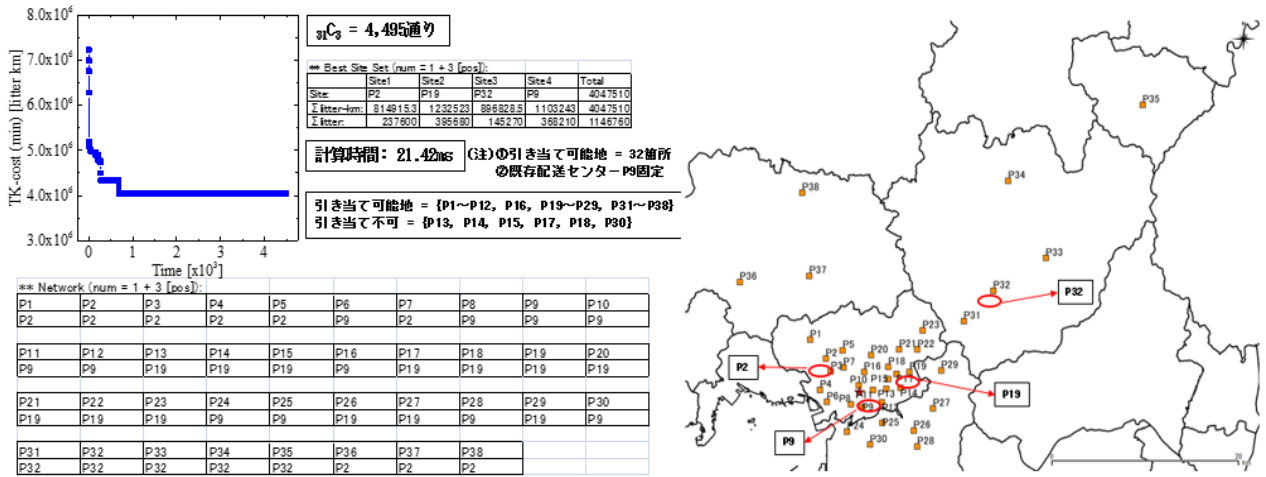 8.0x10⁶
7.0x10⁶
6.0x10⁶
5.0x10⁶
4.0x10⁶
3.0x10⁶
TK-cost (min) [litter km]
0 1 2 3 4
Time [x10³]
₃₁C₃ = 4,495通り
** Best Site Set (num = 1 + 3 [pos]):
Site1 Site2 Site3 Site4 Total
Site: P2 P19 P32 P9 4047510
Σlitter-km: 814915.3 1232523 896828.5 1103243 4047510
Σlitter: 237600 395680 145270 368210 1146760
計算時間: 21.42ms
(注)①引き当て可能地 = 32箇所
②既存配送センターP9固定
引き当て可能地 = {P1～P12, P16, P19～P29, P31～P38}
引き当て不可 = {P13, P14, P15, P17, P18, P30}
** Network (num = 1 + 3 [pos]):
P1 P2 P3 P4 P5 P6 P7 P8 P9 P10
P2 P2 P2 P2 P2 P9 P2 P9 P9 P9
P11 P12 P13 P14 P15 P16 P17 P18 P19 P20
P9 P9 P19 P19 P19 P9 P19 P19 P19 P19
P21 P22 P23 P24 P25 P26 P27 P28 P29 P30
P19 P19 P19 P9 P9 P19 P19 P9 P19 P9
P31 P32 P33 P34 P35 P36 P37 P38
P32 P32 P32 P32 P32 P2 P2 P2
P35
P34
P38
P33
P37
P36
P32
P32
P31
P23
P1
P5
P20
P21
P22
P2
P2
P3
P7
P16
P18
P19
P29
P4
P10
P15
P17
P14
P19
P6
P8
P11
P13
P9
P12
P27
P24
P25
P26
P9
P30
P28
0
20